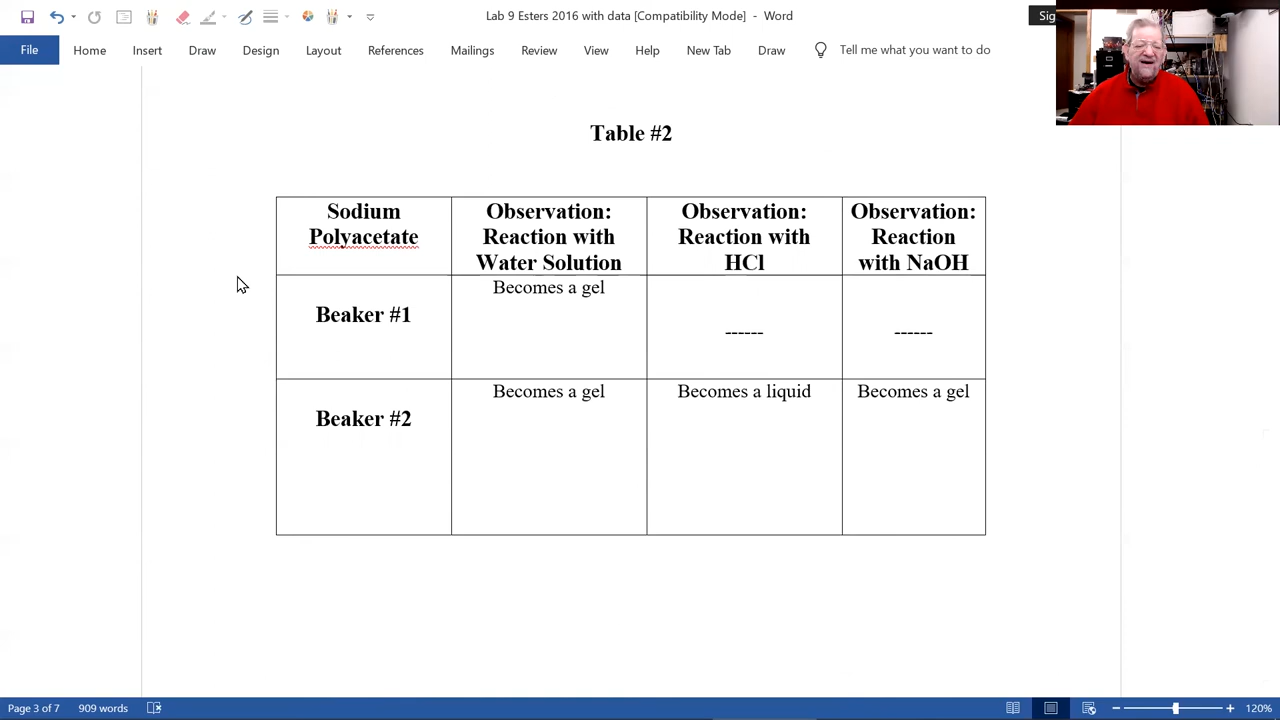 Lab 9 Esters 2016 with data [Compatibility Mode] - Word
Sig
File Home Insert Draw Design Layout References Mailings Review View Help New Tab Draw Tell me what you want to do
Table #2
Sodium
Polyacetate
Observation:
Reaction with
Water Solution
Observation:
Reaction with
HCl
Observation:
Reaction
with NaOH
Beaker #1
Becomes a gel
------
------
Beaker #2
Becomes a gel
Becomes a liquid
Becomes a gel
Page 3 of 7 909 words 120%